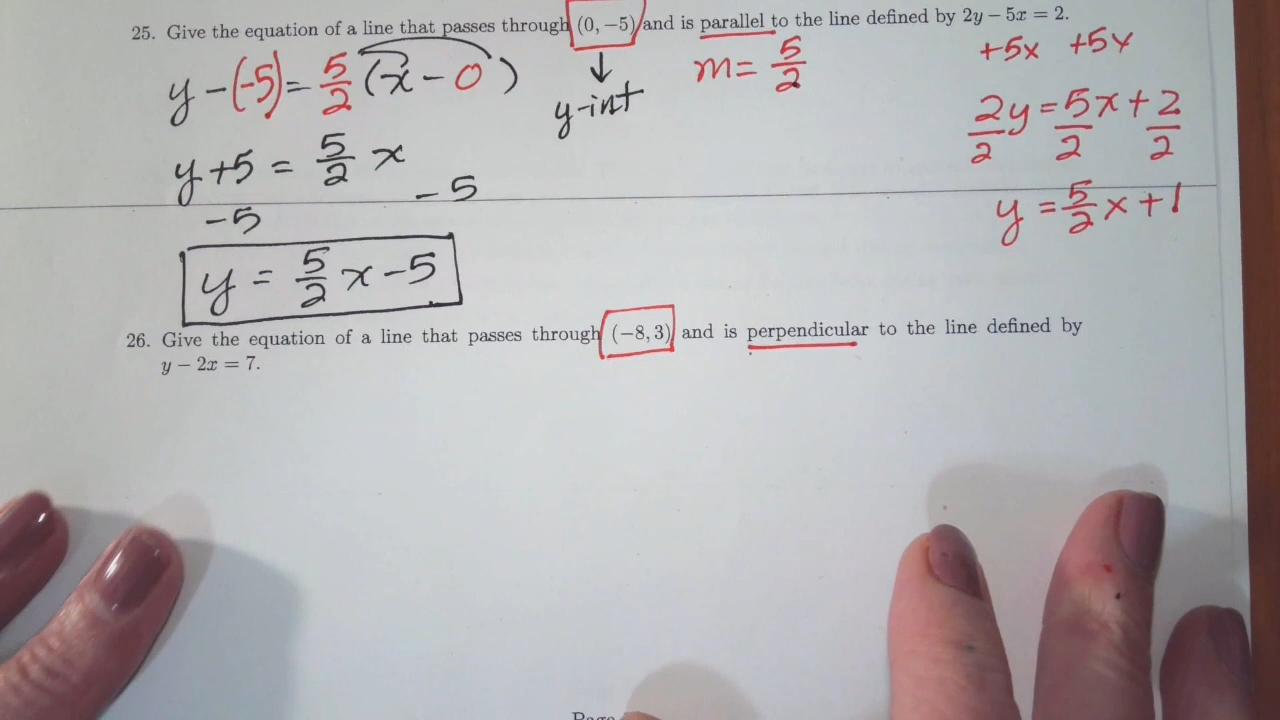 25. Give the equation of a line that passes through (0, −5) and is parallel to the line defined by 2y − 5x = 2.
+5x +5x
y − (−5) = 5/2 (x − 0)
y-int
m = 5/2
2y/2 = 5x/2 + 2/2
y + 5 = 5/2 x
−5 −5
y = 5/2 x + 1
y = 5/2 x − 5
26. Give the equation of a line that passes through (−8, 3) and is perpendicular to the line defined by
y − 2x = 7.